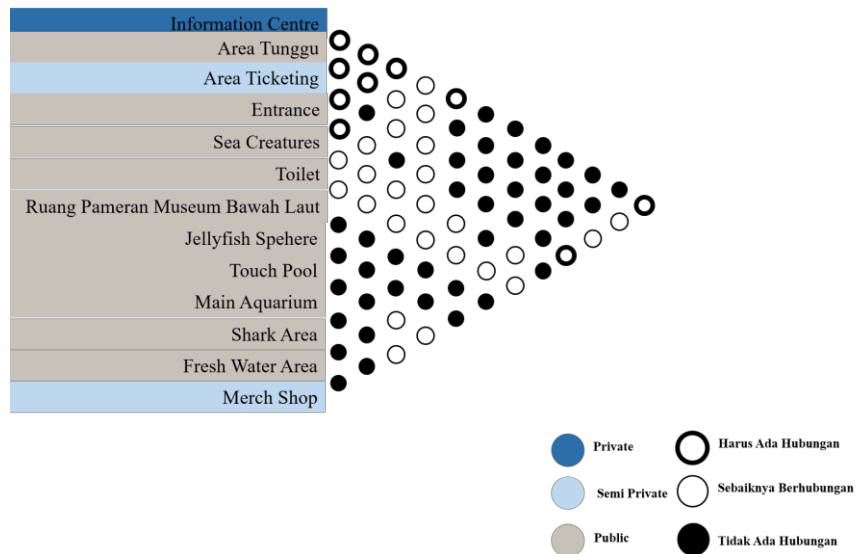 Information Centre
Area Tunggu
Area Ticketing
Entrance
Sea Creatures
Toilet
Ruang Pameran Museum Bawah Laut
Jellyfish Spehere
Touch Pool
Main Aquarium
Shark Area
Fresh Water Area
Merch Shop
Private
Harus Ada Hubungan
Semi Private
Sebaiknya Berhubungan
Public
Tidak Ada Hubungan